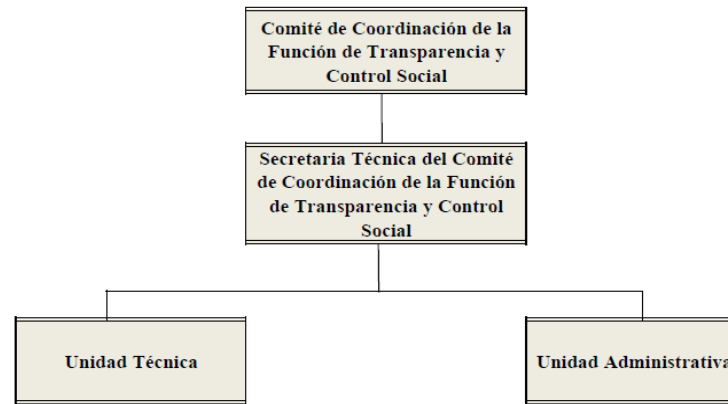 Comité de Coordinación de la
Función de Transparencia y
Control Social
Secretaria Técnica del Comité
de Coordinación de la Función
de Transparencia y Control
Social
Unidad Técnica
Unidad Administrativa